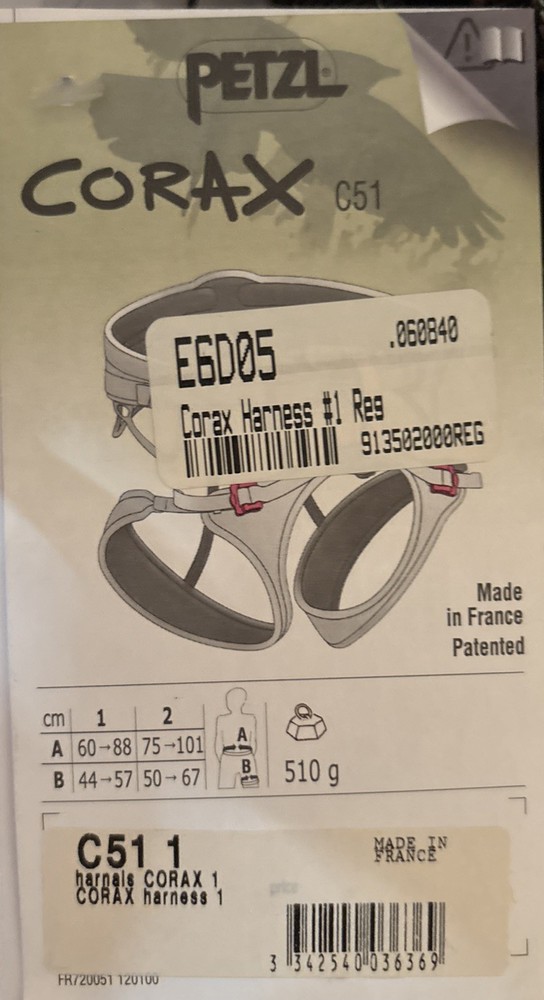 PETZL
CORAX C51
E6D05 .060840
Corax Harness #1 Reg
913502000REG
Made
in France
Patented
cm 1 2
A 60→88 75→101
B 44→57 50→67
A
B
510 g
C51 1
MADE IN
FRANCE
harnais CORAX 1
CORAX harness 1
3 342540 036369
FR720051 120100